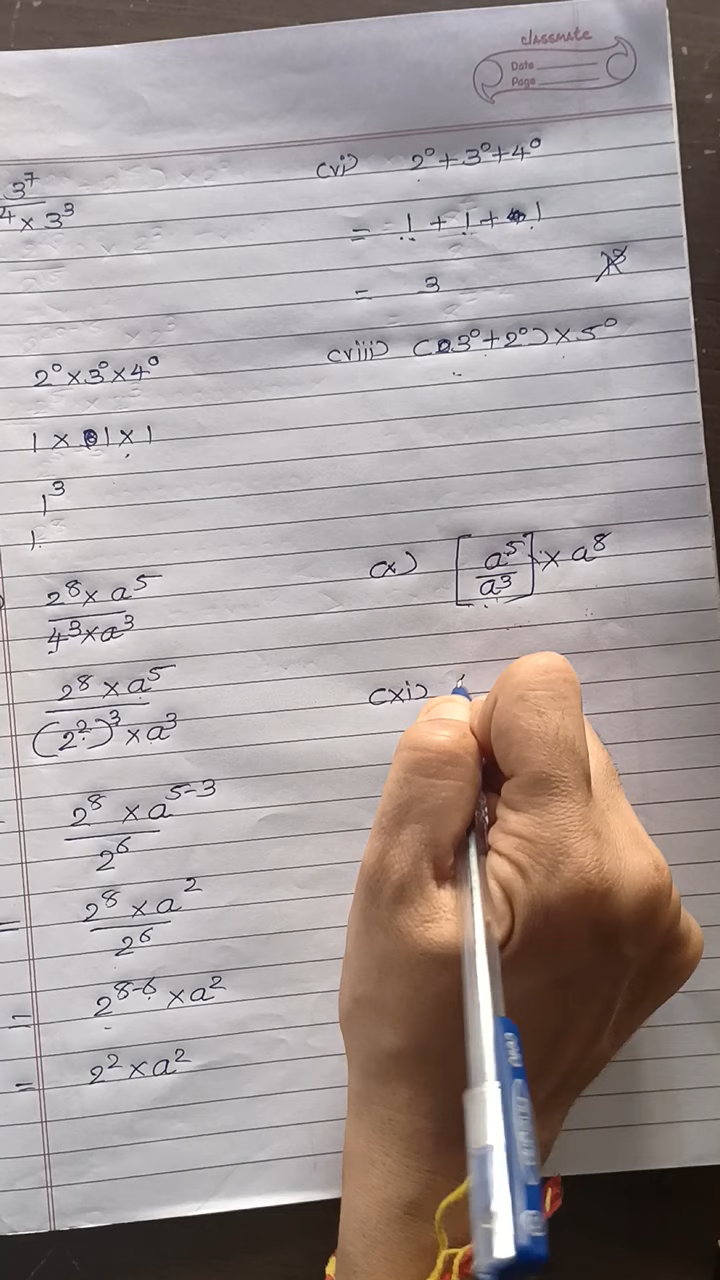 classmate
Date
Page
3⁷
4 × 3³
2⁰ × 3⁰ × 4⁰
1 × 1 × 1
1³
1.
2⁸ × a⁵
4³ × a³
2⁸ × a⁵
(2²)³ × a³
2⁸ × a⁵⁻³
2⁶
= 2⁸ × a²
2⁶
= 2⁸⁻⁶ × a²
= 2² × a²
(vi) 2⁰ + 3⁰ + 4⁰
= 1 + 1 + 1
= 3
(viii) (3⁰ + 2⁰) × 5⁰
(x) [a⁵/a³] × a⁸
(xi)